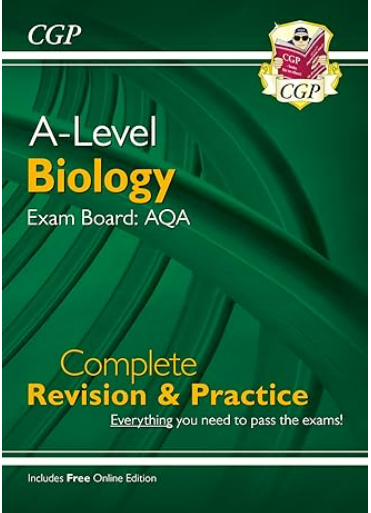 CGP
CGP
CGP
A-Level
Biology
Exam Board: AQA
Complete
Revision & Practice
Everything you need to pass the exams!
Includes Free Online Edition